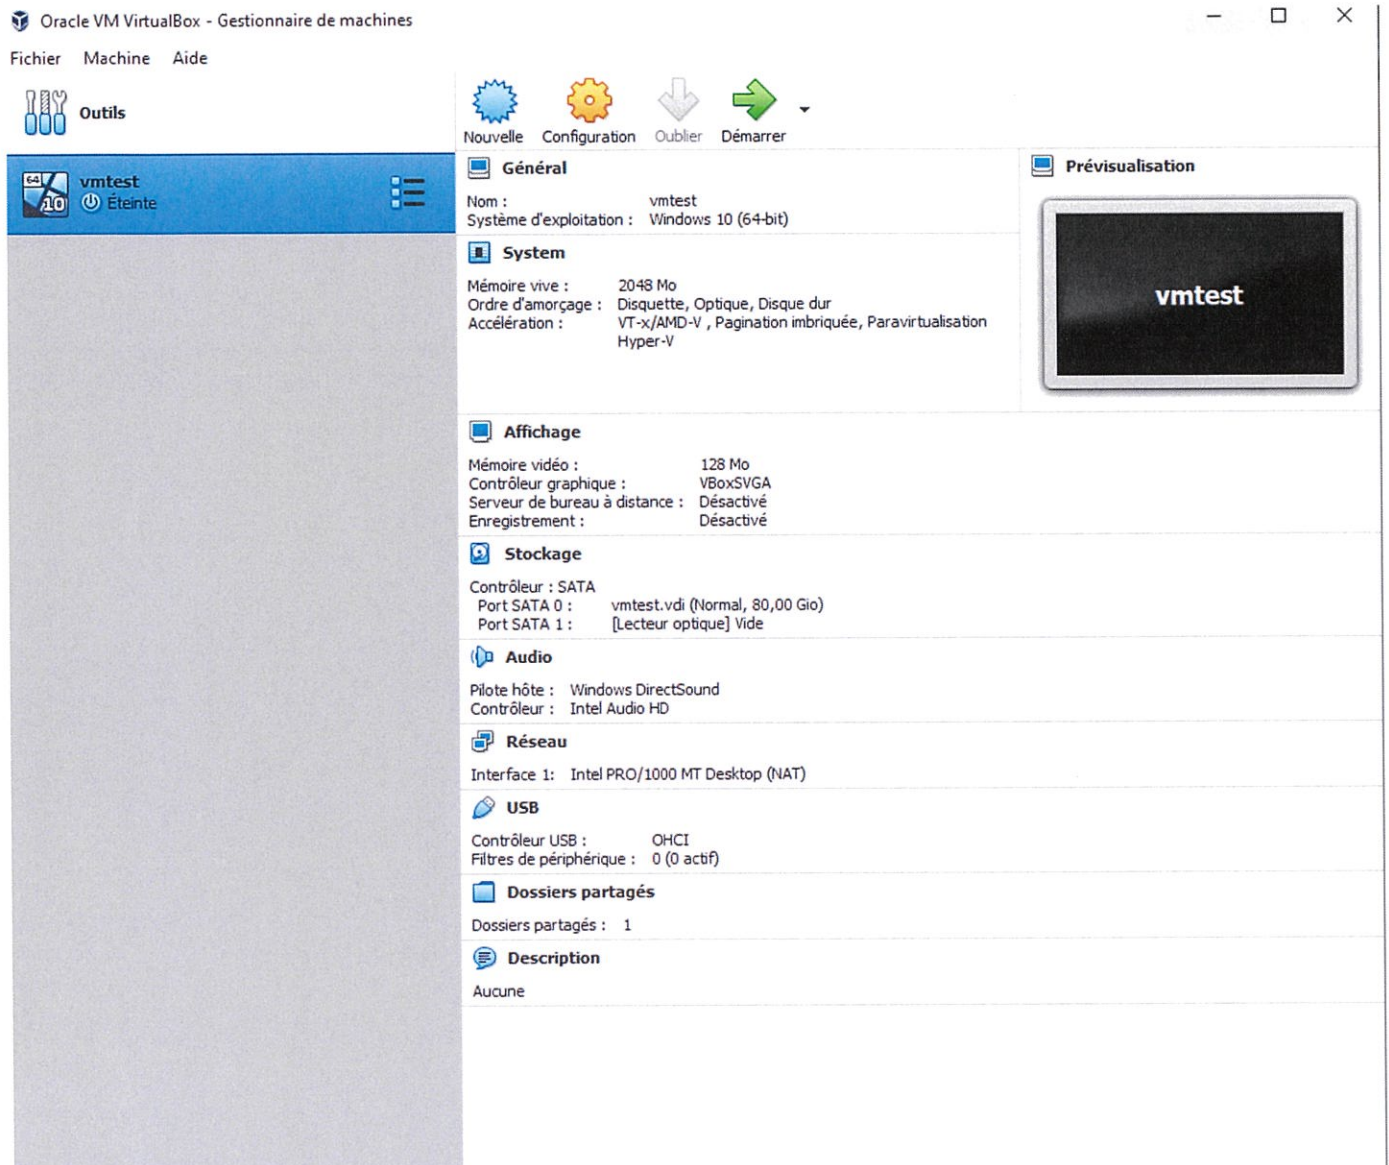 Oracle VM VirtualBox - Gestionnaire de machines
Fichier Machine Aide
Outils
Nouvelle Configuration Oublier Démarrer
64
10
vmtest
Éteinte
Général
Nom : vmtest
Système d'exploitation : Windows 10 (64-bit)
Prévisualisation
vmtest
System
Mémoire vive : 2048 Mo
Ordre d'amorçage : Disquette, Optique, Disque dur
Accélération : VT-x/AMD-V , Pagination imbriquée, Paravirtualisation
Hyper-V
Affichage
Mémoire vidéo : 128 Mo
Contrôleur graphique : VBoxSVGA
Serveur de bureau à distance : Désactivé
Enregistrement : Désactivé
Stockage
Contrôleur : SATA
Port SATA 0 : vmtest.vdi (Normal, 80,00 Gio)
Port SATA 1 : [Lecteur optique] Vide
Audio
Pilote hôte : Windows DirectSound
Contrôleur : Intel Audio HD
Réseau
Interface 1: Intel PRO/1000 MT Desktop (NAT)
USB
Contrôleur USB : OHCI
Filtres de périphérique : 0 (0 actif)
Dossiers partagés
Dossiers partagés : 1
Description
Aucune